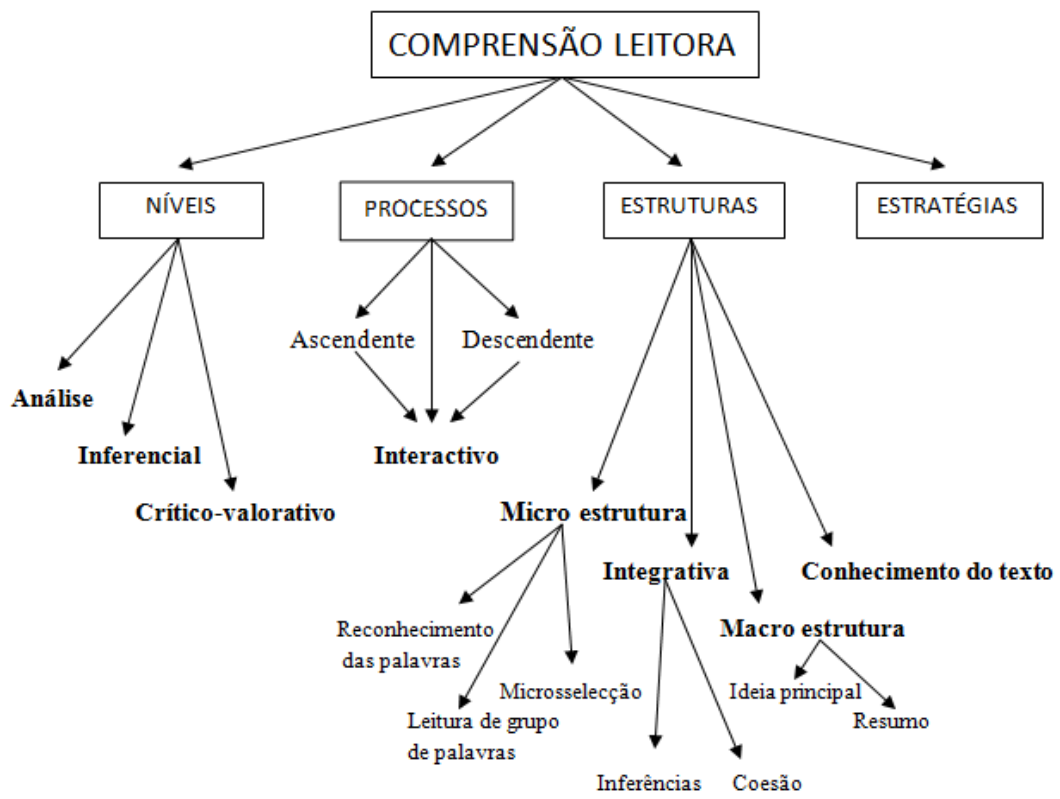 COMPRENSÃO LEITORA
NÍVEIS
PROCESSOS
ESTRUTURAS
ESTRATÉGIAS
Ascendente
Descendente
Análise
Inferencial
Interactivo
Crítico-valorativo
Micro estrutura
Integrativa
Conhecimento do texto
Macro estrutura
Reconhecimento
das palavras
Microsselecção
Leitura de grupo
de palavras
Ideia principal
Resumo
Inferências
Coesão